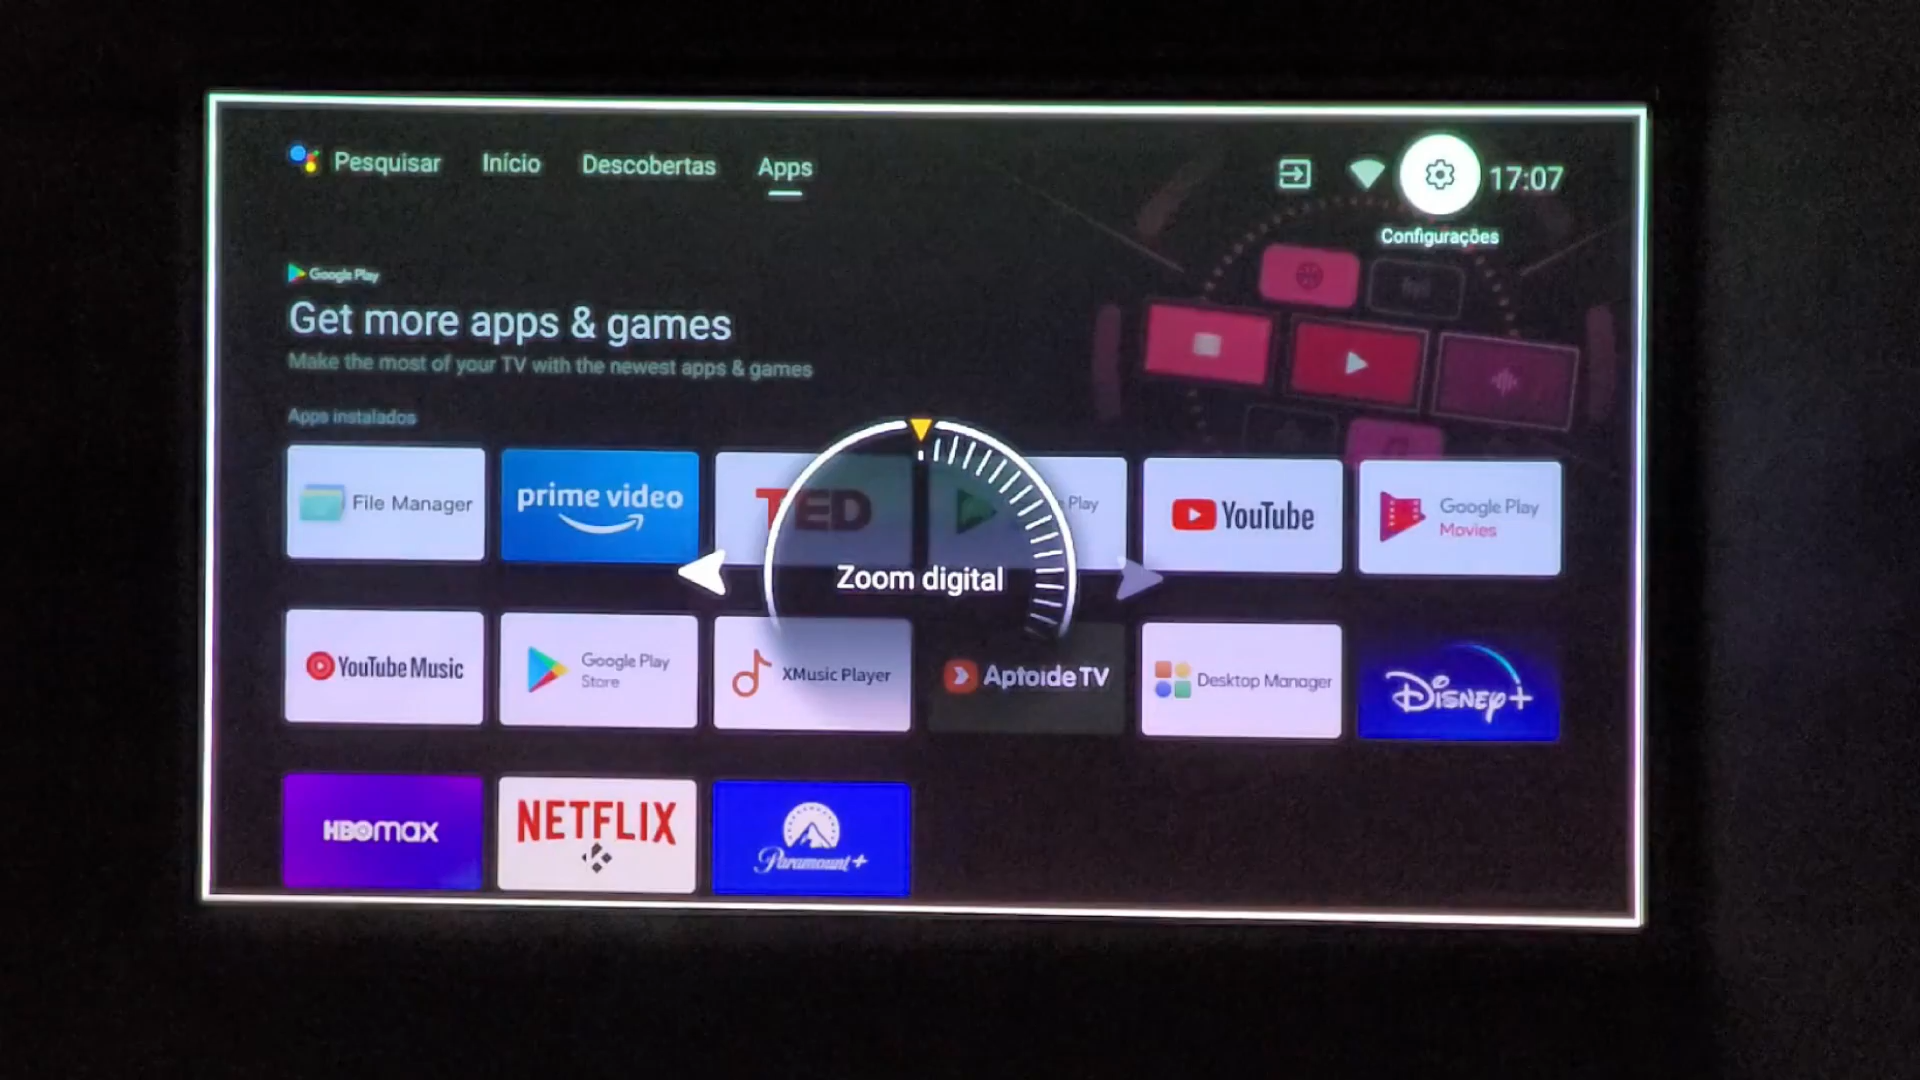 Pesquisar Início Descobertas Apps 17:07
Configurações
Google Play
Get more apps & games
Make the most of your TV with the newest apps & games
Apps instalados
File Manager
prime video
TED
Play
YouTube
Google Play
Movies
Zoom digital
YouTube Music
Google Play
Store
XMusic Player
Aptoide TV
Desktop Manager
Disney+
HBOmax
NETFLIX
Paramount+